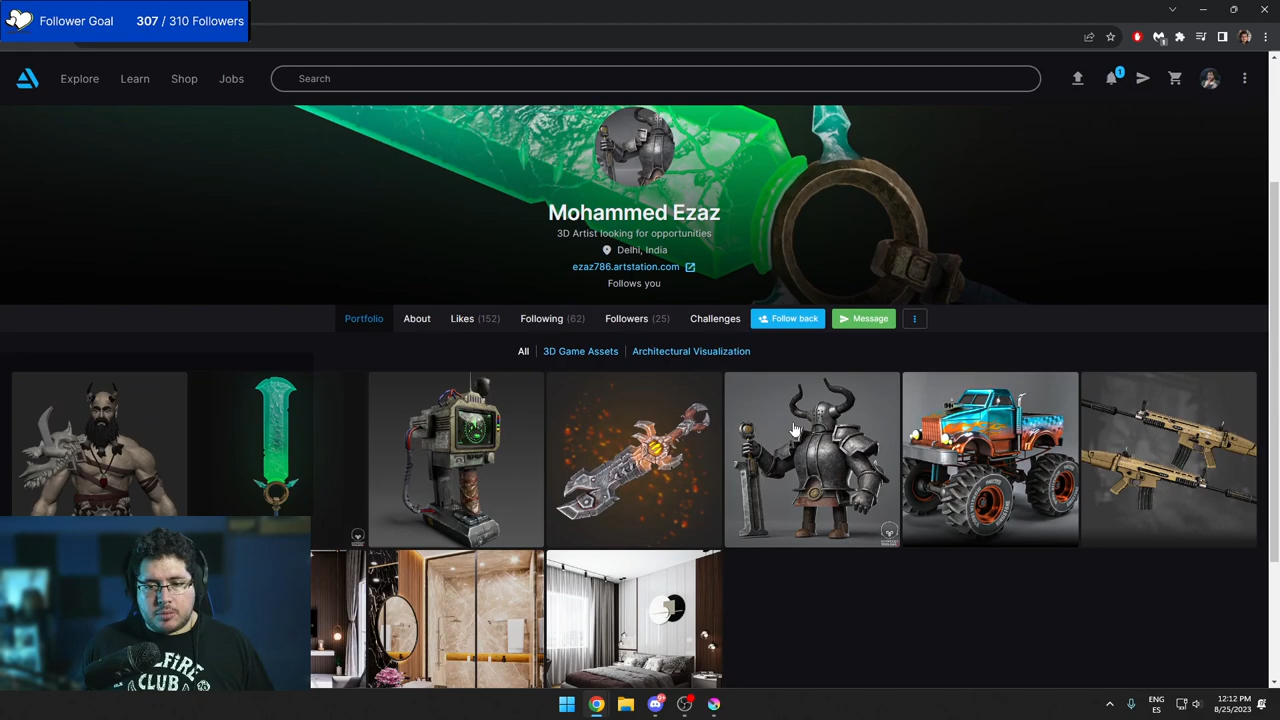 Follower Goal 307 / 310 Followers
Explore Learn Shop Jobs Search 1
Mohammed Ezaz
3D Artist looking for opportunities
Delhi, India
ezaz786.artstation.com
Follows you
Portfolio About Likes (152) Following (62) Followers (25) Challenges Follow back Message
All 3D Game Assets Architectural Visualization
CLUB
ENG
ES
12:12 PM
8/25/2023